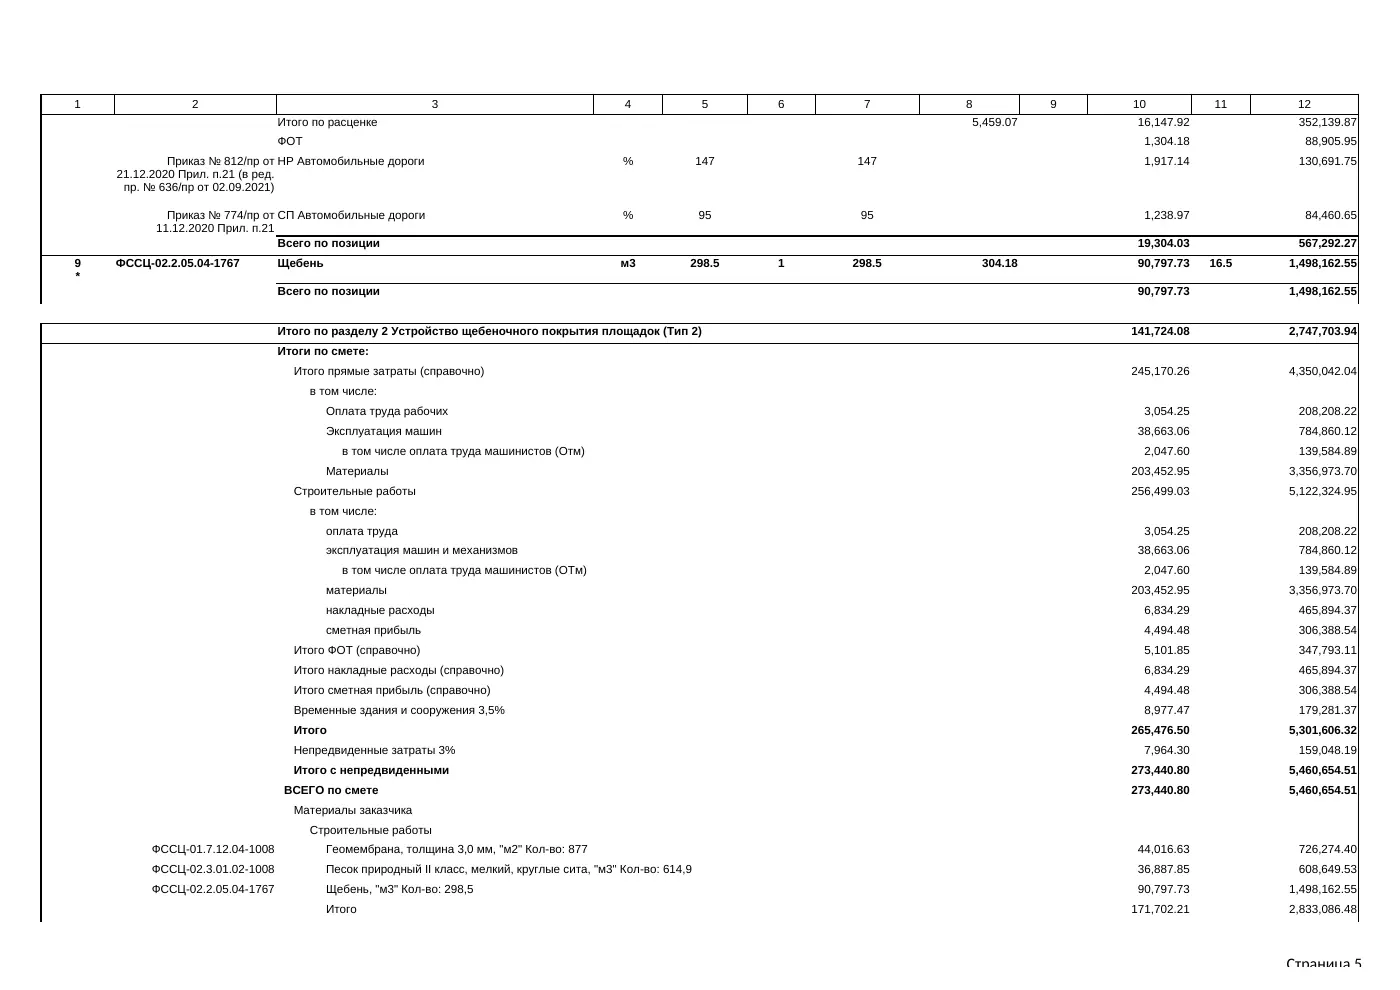 1 2 3 4 5 6 7 8 9 10 11 12
Итого по расценке 5,459.07 16,147.92 352,139.87
ФОТ 1,304.18 88,905.95
Приказ № 812/пр от НР Автомобильные дороги % 147 147 1,917.14 130,691.75
21.12.2020 Прил. п.21 (в ред.
пр. № 636/пр от 02.09.2021)
Приказ № 774/пр от СП Автомобильные дороги % 95 95 1,238.97 84,460.65
11.12.2020 Прил. п.21
Всего по позиции 19,304.03 567,292.27
9 ФССЦ-02.2.05.04-1767 Щебень м3 298.5 1 298.5 304.18 90,797.73 16.5 1,498,162.55
*
Всего по позиции 90,797.73 1,498,162.55
Итого по разделу 2 Устройство щебеночного покрытия площадок (Тип 2) 141,724.08 2,747,703.94
Итоги по смете:
Итого прямые затраты (справочно) 245,170.26 4,350,042.04
в том числе:
Оплата труда рабочих 3,054.25 208,208.22
Эксплуатация машин 38,663.06 784,860.12
в том числе оплата труда машинистов (Отм) 2,047.60 139,584.89
Материалы 203,452.95 3,356,973.70
Строительные работы 256,499.03 5,122,324.95
в том числе:
оплата труда 3,054.25 208,208.22
эксплуатация машин и механизмов 38,663.06 784,860.12
в том числе оплата труда машинистов (ОТм) 2,047.60 139,584.89
материалы 203,452.95 3,356,973.70
накладные расходы 6,834.29 465,894.37
сметная прибыль 4,494.48 306,388.54
Итого ФОТ (справочно) 5,101.85 347,793.11
Итого накладные расходы (справочно) 6,834.29 465,894.37
Итого сметная прибыль (справочно) 4,494.48 306,388.54
Временные здания и сооружения 3,5% 8,977.47 179,281.37
Итого 265,476.50 5,301,606.32
Непредвиденные затраты 3% 7,964.30 159,048.19
Итого с непредвиденными 273,440.80 5,460,654.51
ВСЕГО по смете 273,440.80 5,460,654.51
Материалы заказчика
Строительные работы
ФССЦ-01.7.12.04-1008 Геомембрана, толщина 3,0 мм, "м2" Кол-во: 877 44,016.63 726,274.40
ФССЦ-02.3.01.02-1008 Песок природный II класс, мелкий, круглые сита, "м3" Кол-во: 614,9 36,887.85 608,649.53
ФССЦ-02.2.05.04-1767 Щебень, "м3" Кол-во: 298,5 90,797.73 1,498,162.55
Итого 171,702.21 2,833,086.48
Страница 5